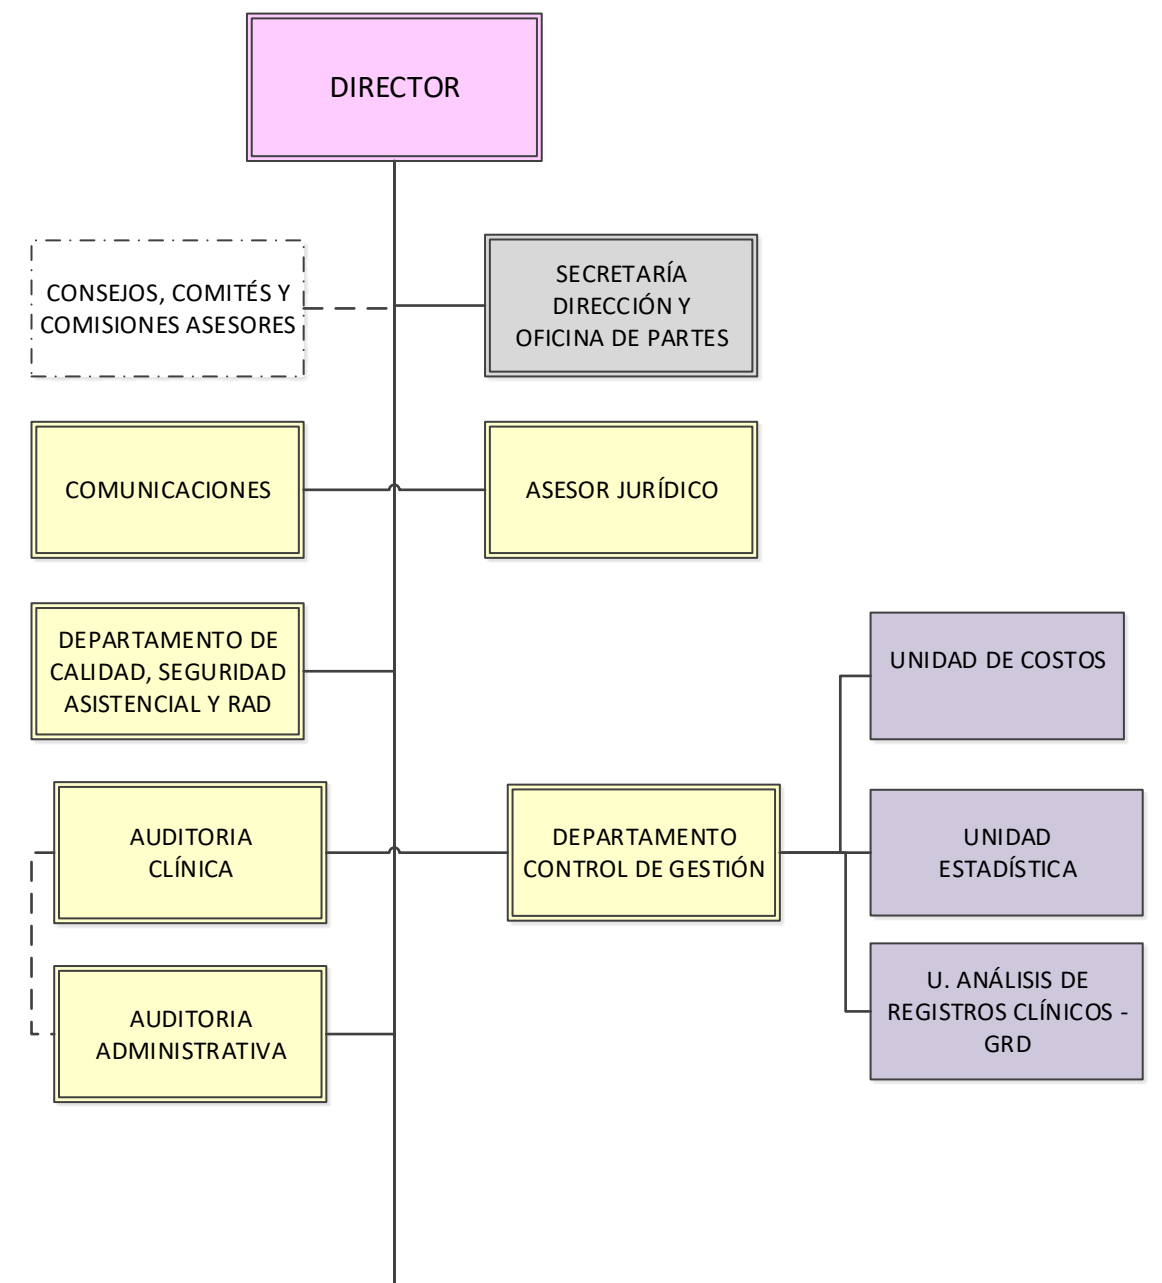 DIRECTOR
CONSEJOS, COMITÉS Y
COMISIONES ASESORES
SECRETARÍA
DIRECCIÓN Y
OFICINA DE PARTES
COMUNICACIONES
ASESOR JURÍDICO
DEPARTAMENTO DE
CALIDAD, SEGURIDAD
ASISTENCIAL Y RAD
UNIDAD DE COSTOS
AUDITORIA
CLÍNICA
DEPARTAMENTO
CONTROL DE GESTIÓN
UNIDAD
ESTADÍSTICA
AUDITORIA
ADMINISTRATIVA
U. ANÁLISIS DE
REGISTROS CLÍNICOS -
GRD